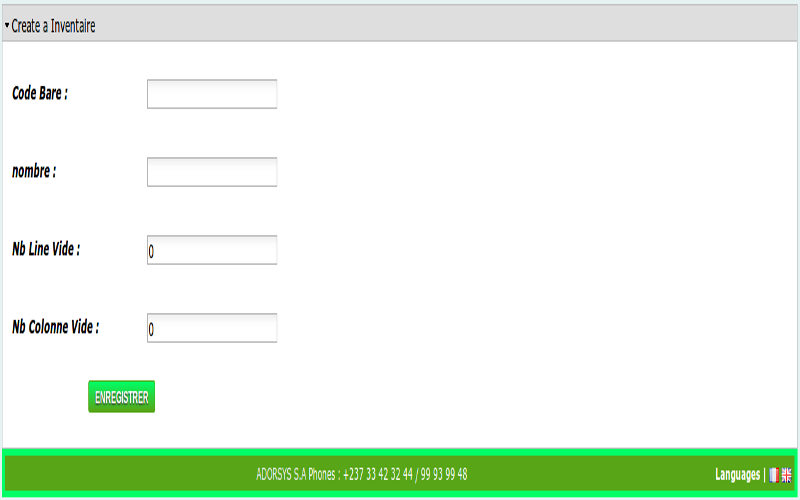 Create a Inventaire
Code Bare :
nombre :
Nb Line Vide :
0
Nb Colonne Vide :
0
ENREGISTRER
ADORSYS S.A Phones : +237 33 42 32 44 / 99 93 99 48
Languages |